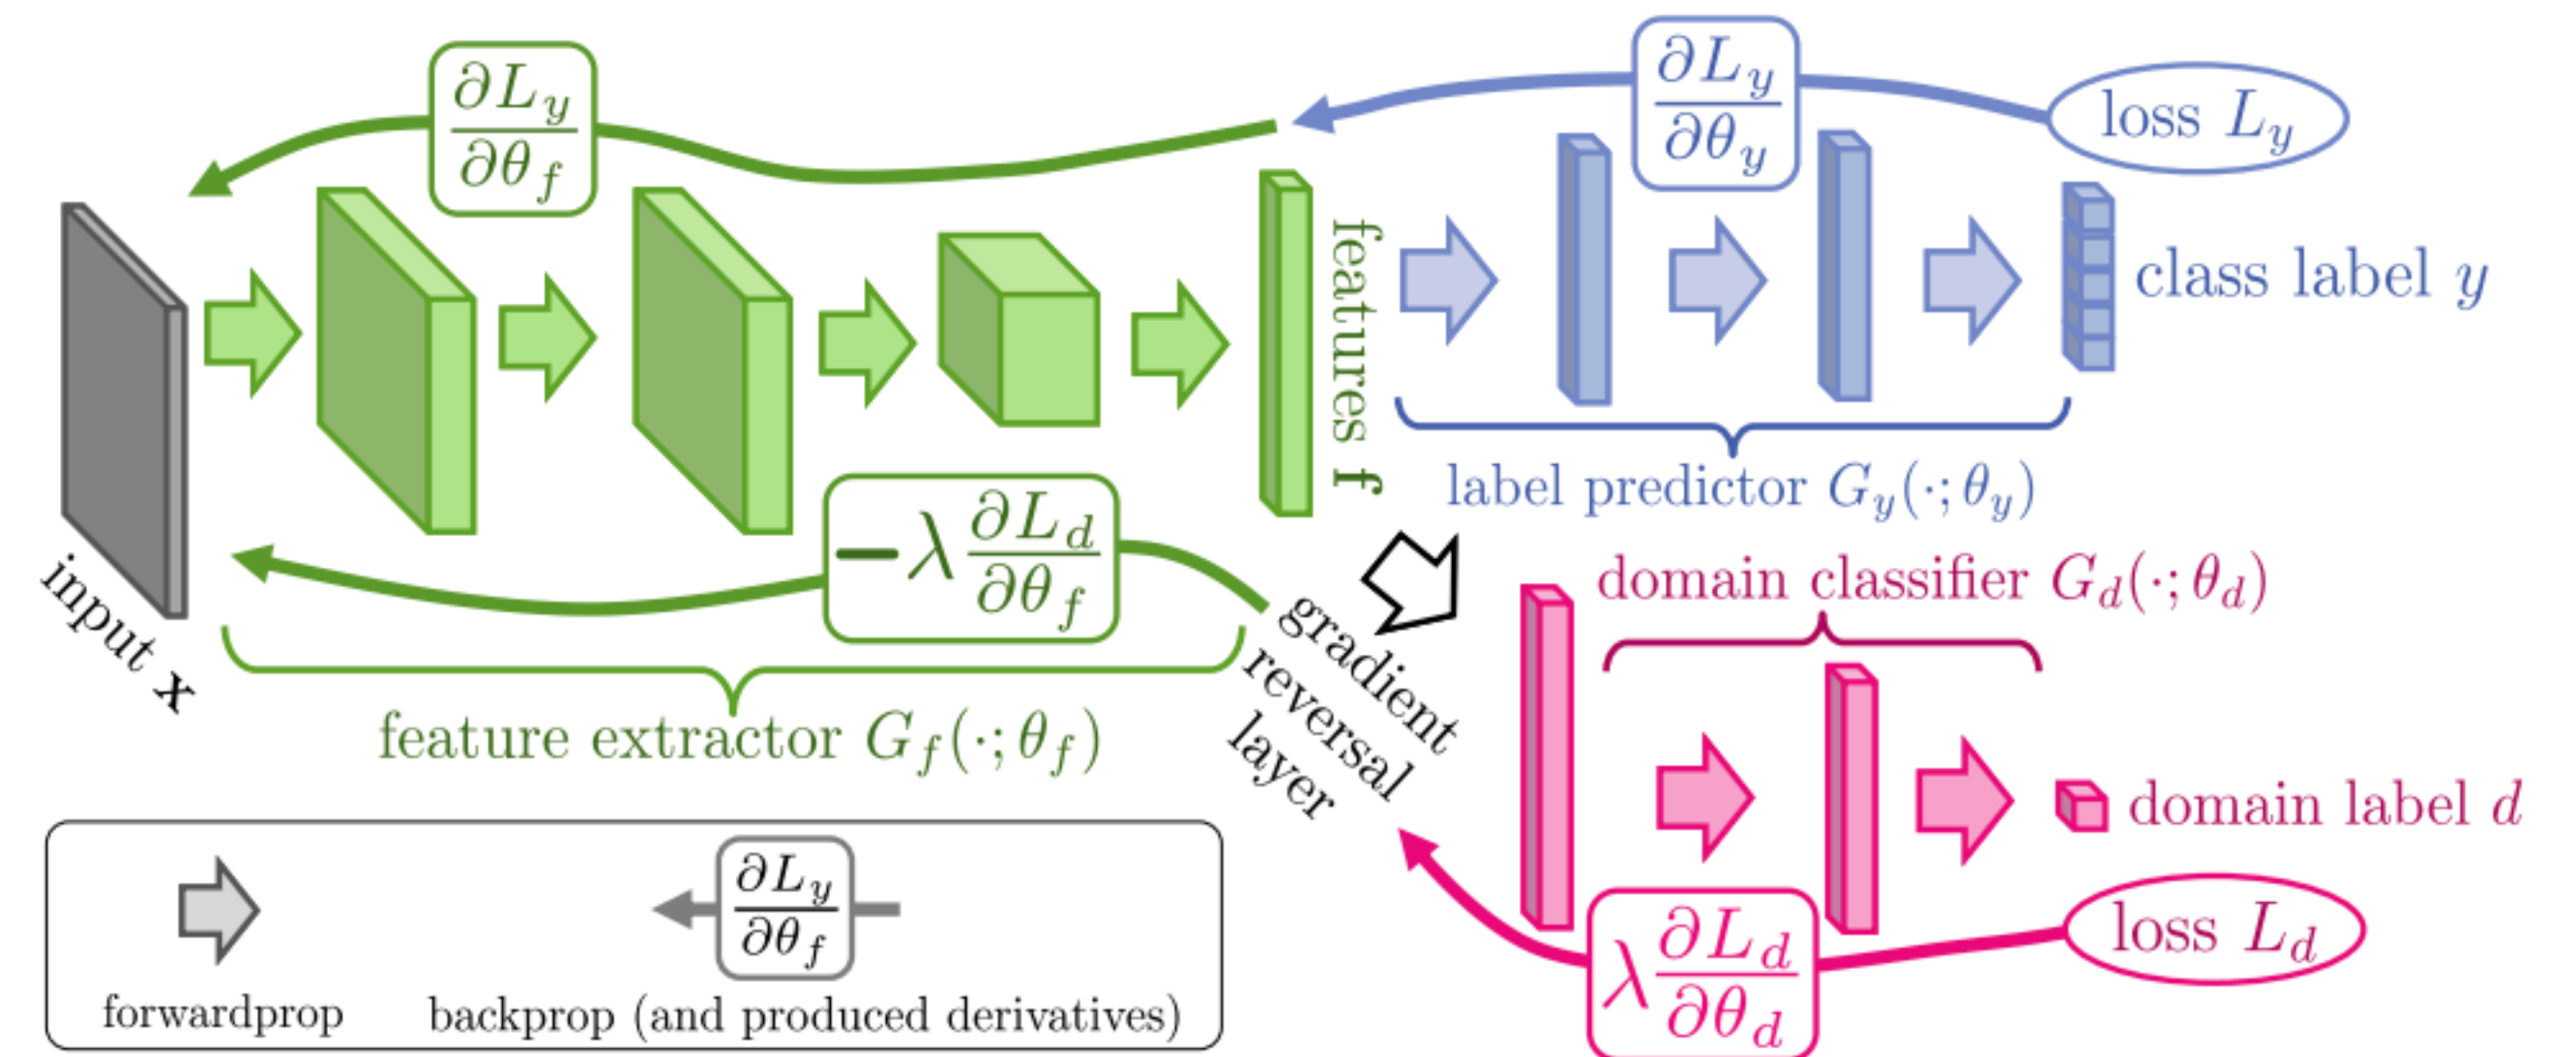 ∂L_y
∂θ_f
∂L_y
∂θ_y
loss L_y
features f
class label y
label predictor G_y(·; θ_y)
input x
−λ ∂L_d
∂θ_f
gradient
reversal
layer
feature extractor G_f(·; θ_f)
domain classifier G_d(·; θ_d)
domain label d
loss L_d
λ ∂L_d
∂θ_d
∂L_y
∂θ_f
forwardprop
backprop (and produced derivatives)